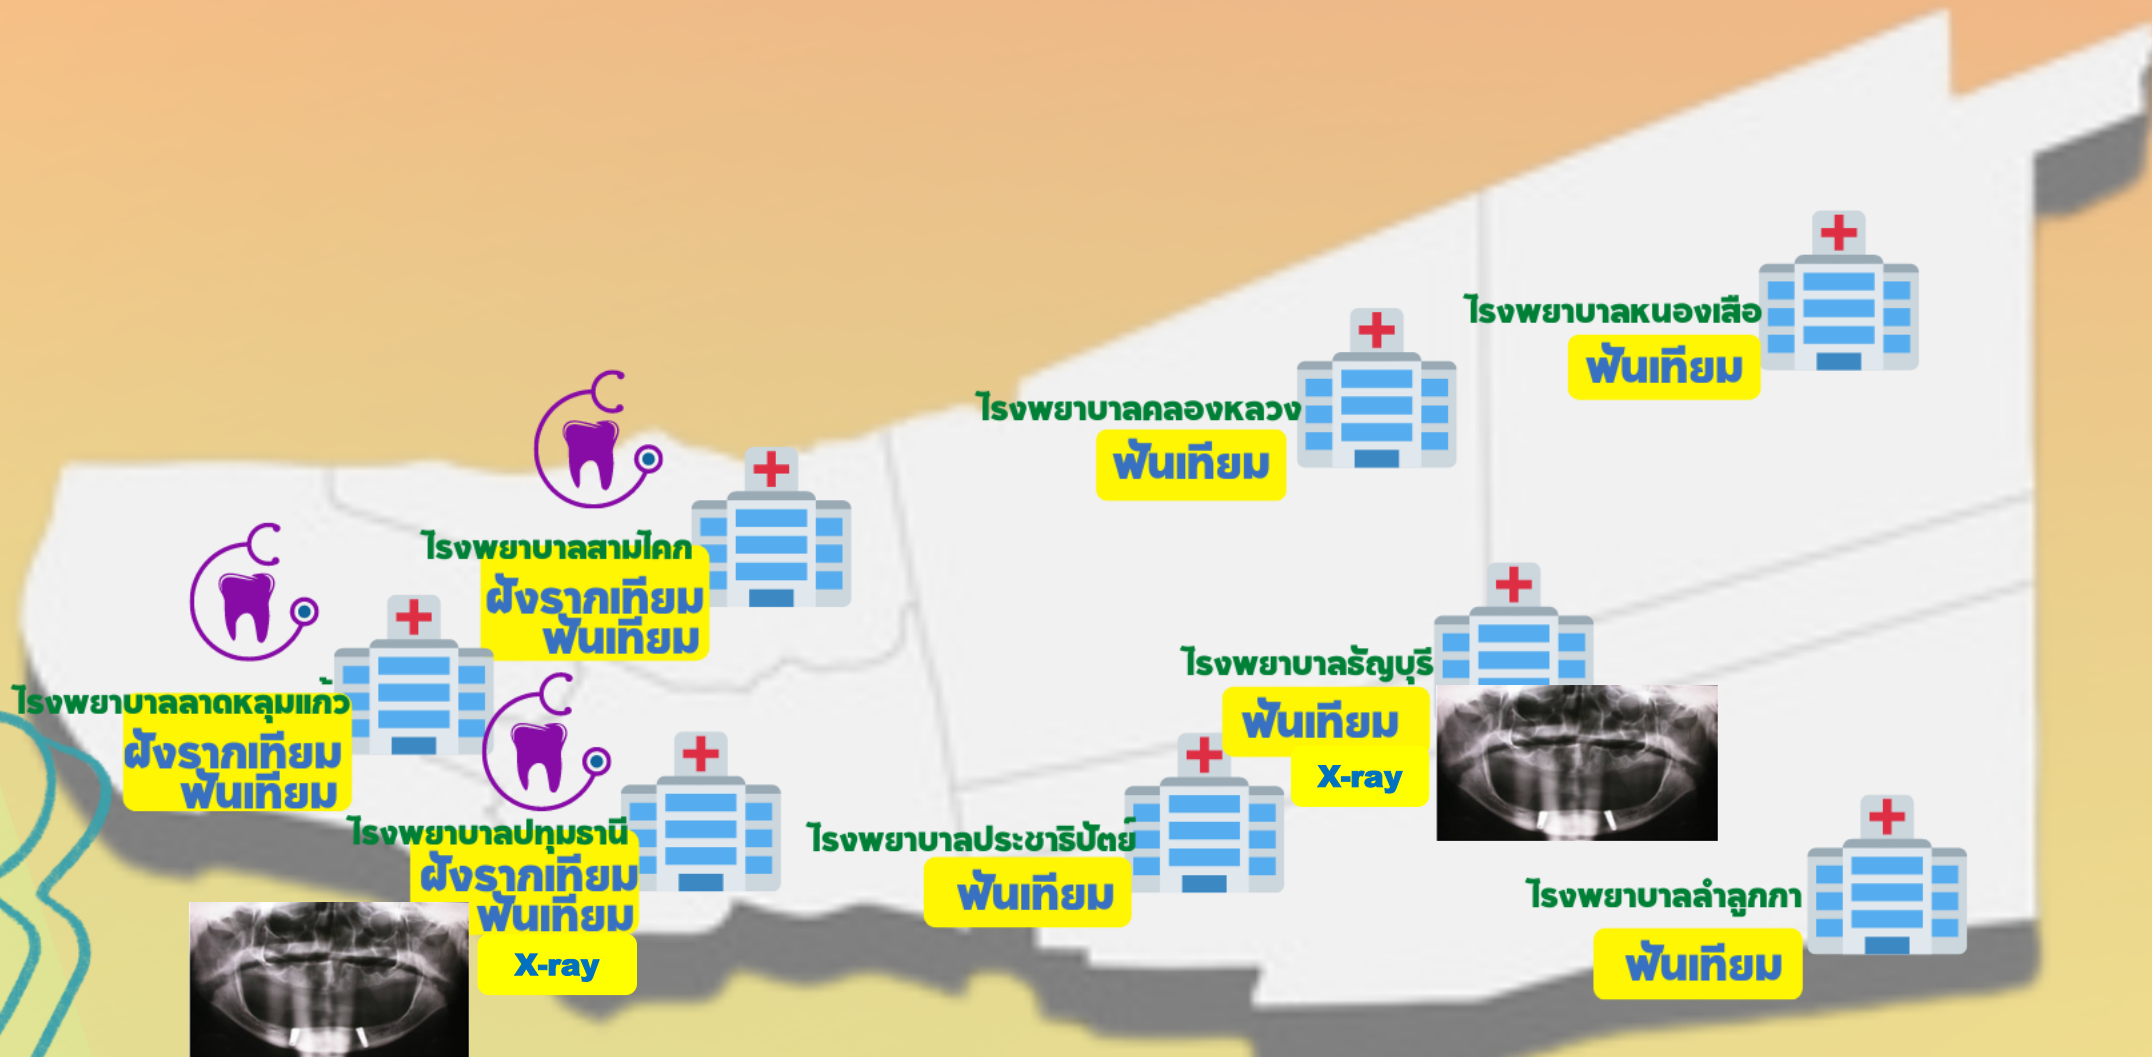 โรงพยาบาลหนองเสือ
ฟันเทียม
โรงพยาบาลคลองหลวง
ฟันเทียม
โรงพยาบาลสามโคก
ฝังรากเทียม
ฟันเทียม
โรงพยาบาลธัญบุรี
ฟันเทียม
X-ray
โรงพยาบาลลาดหลุมแก้ว
ฝังรากเทียม
ฟันเทียม
โรงพยาบาลปทุมธานี
ฝังรากเทียม
ฟันเทียม
X-ray
โรงพยาบาลประชาธิปัตย์
ฟันเทียม
โรงพยาบาลลำลูกกา
ฟันเทียม